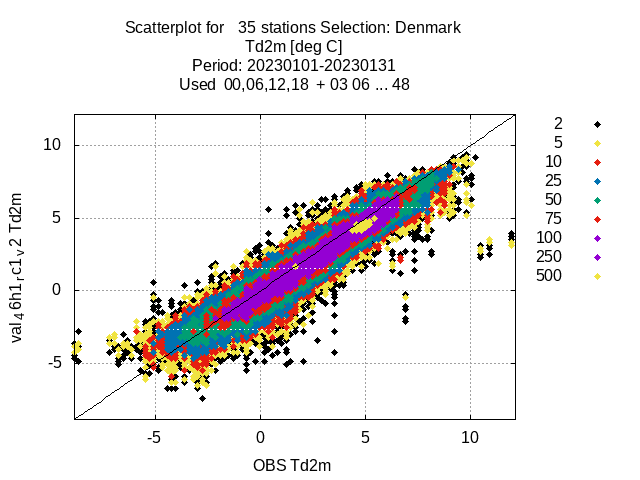 Scatterplot for 35 stations Selection: Denmark
Td2m [deg C]
Period: 20230101-20230131
Used 00,06,12,18 + 03 06 ... 48
2
5
10
25
50
75
100
250
500
10
5
0
-5
val4 6h1rc1v2 Td2m
-5 0 5 10
OBS Td2m